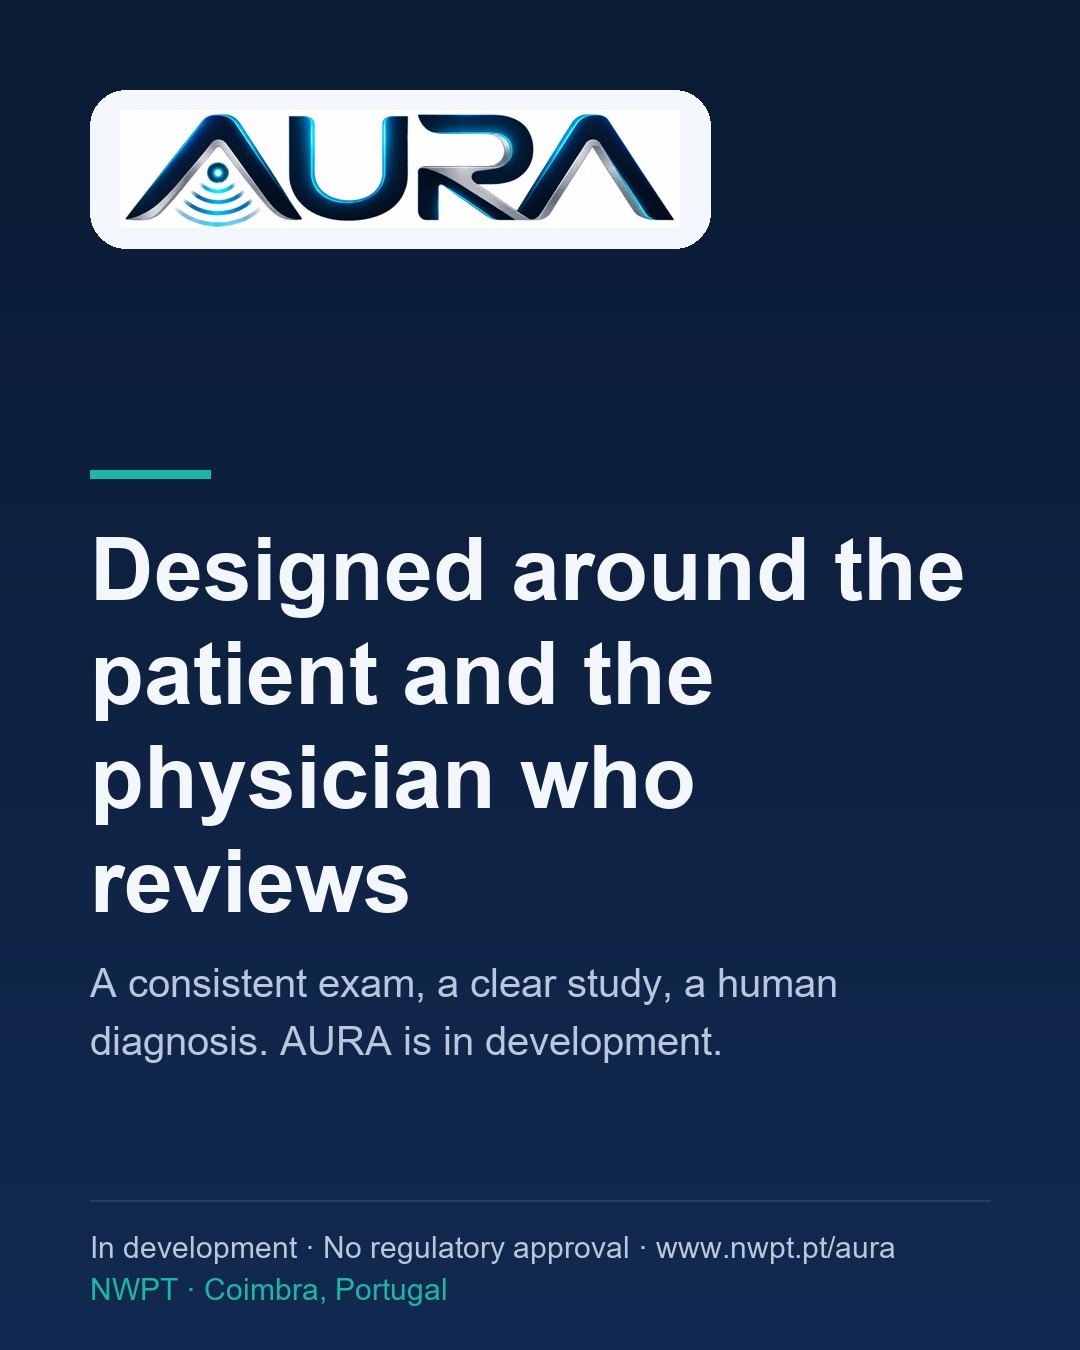 AURA
Designed around the
patient and the
physician who
reviews
A consistent exam, a clear study, a human
diagnosis. AURA is in development.
In development · No regulatory approval · www.nwpt.pt/aura
NWPT · Coimbra, Portugal